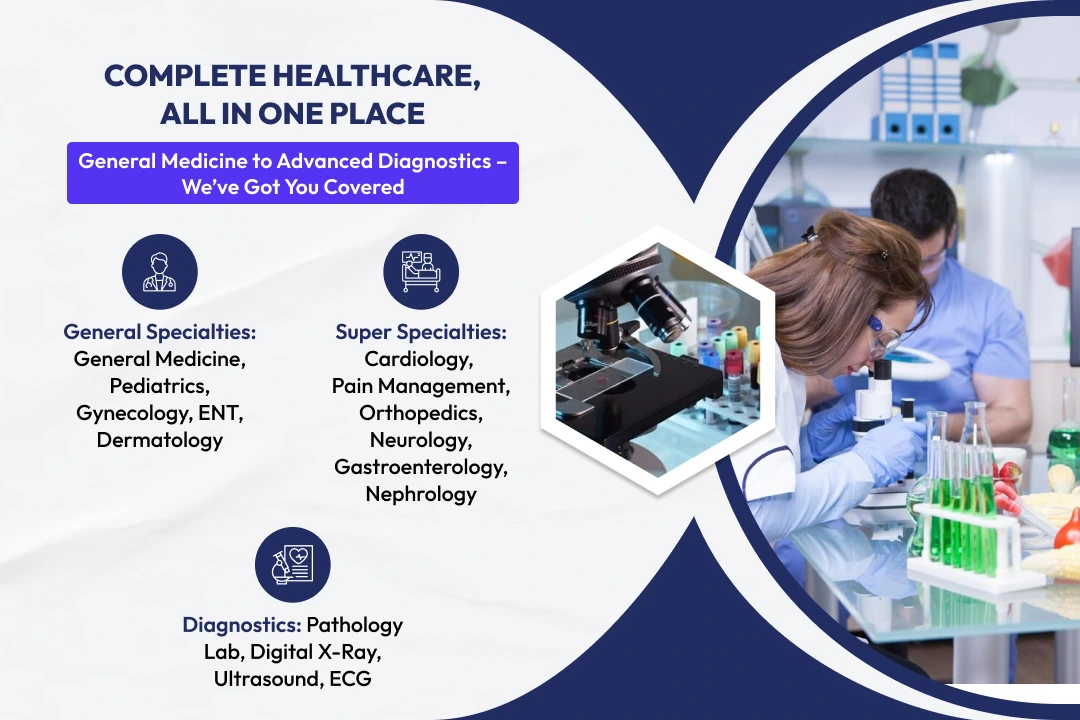 COMPLETE HEALTHCARE,
ALL IN ONE PLACE
General Medicine to Advanced Diagnostics –
We’ve Got You Covered
General Specialties:
General Medicine,
Pediatrics,
Gynecology, ENT,
Dermatology
Super Specialties:
Cardiology,
Pain Management,
Orthopedics,
Neurology,
Gastroenterology,
Nephrology
Diagnostics: Pathology
Lab, Digital X-Ray,
Ultrasound, ECG